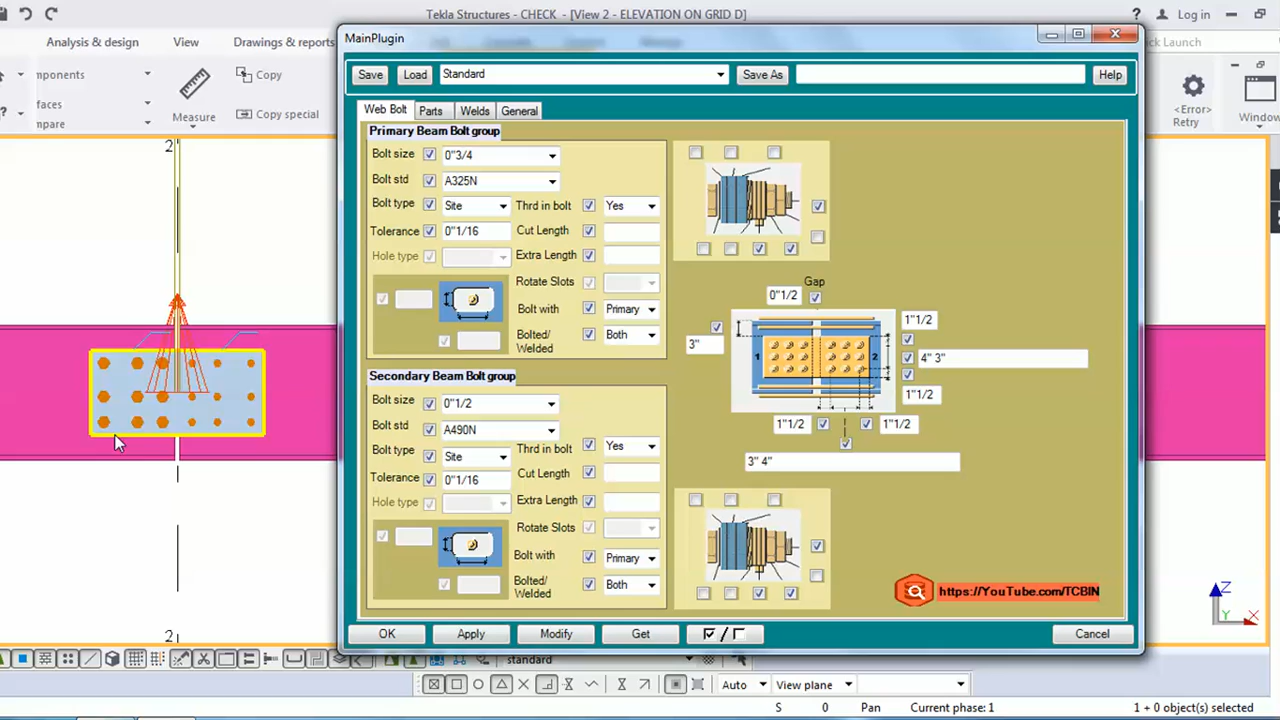 Tekla Structures - CHECK - [View 2 - ELEVATION ON GRID D]
? Log in
Analysis & design View Drawings & reports
ck Launch
MainPlugin
Save Load Standard Save As Help
omponents Copy
Measure
rfaces Copy special
mpare
<Error>
Retry
Window
Web Bolt Parts Welds General
Primary Beam Bolt group
Bolt size 0"3/4
Bolt std A325N
Bolt type Site Thrd in bolt Yes
Tolerance 0"1/16 Cut Length
Hole type Extra Length
Rotate Slots
Bolt with Primary
Bolted/
Welded Both
Secondary Beam Bolt group
Bolt size 0"1/2
Bolt std A490N
Bolt type Site Thrd in bolt Yes
Tolerance 0"1/16 Cut Length
Hole type Extra Length
Rotate Slots
Bolt with Primary
Bolted/
Welded Both
Gap
0"1/2
1"1/2
3"
1 2
4" 3"
1"1/2
1"1/2 1"1/2
3" 4"
https://YouTube.com/TCBIN
OK Apply Modify Get / Cancel
2
2
Z
Y X
standard
Auto View plane
S 0 Pan Current phase: 1 1 + 0 object(s) selected